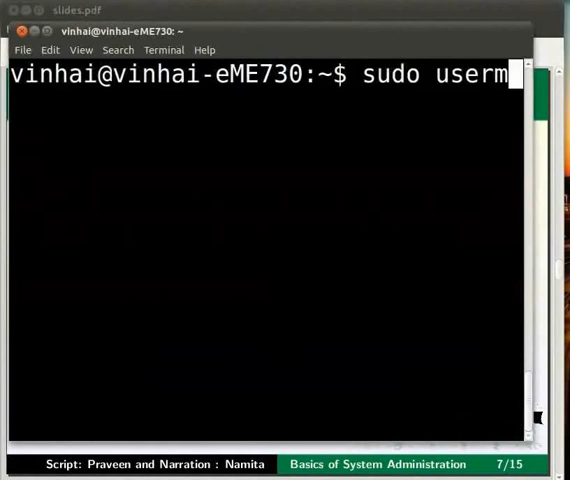 slides.pdf
vinhai@vinhai-eME730: ~
File Edit View Search Terminal Help
vinhai@vinhai-eME730:~$ sudo userm
Script: Praveen and Narration : Namita Basics of System Administration 7/15